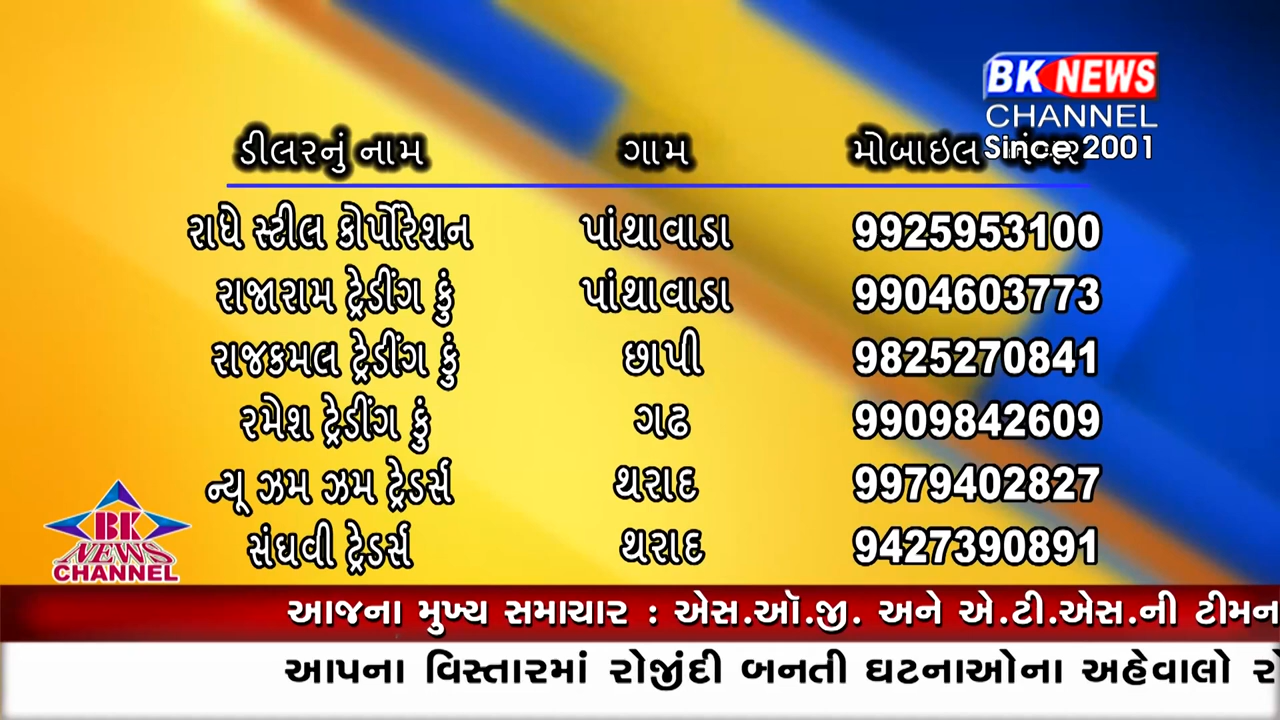 BK NEWS
CHANNEL
Since 2001
ડીલરનું નામ ગામ મોબાઇલ
રાધે સ્ટીલ કોર્પોરેશન પાંથાવાડા 9925953100
રાજારામ ટ્રેડીંગ કું પાંથાવાડા 9904603773
રાજકમલ ટ્રેડીંગ કું છાપી 9825270841
રમેશ ટ્રેડીંગ કું ગઢ 9909842609
ન્યૂ ઝમ ઝમ ટ્રેડર્સ થરાદ 9979402827
સંઘવી ટ્રેડર્સ થરાદ 9427390891
BK
NEWS
CHANNEL
આજના મુખ્ય સમાચાર : એસ.ઑ.જી. અને એ.ટી.એસ.ની ટીમ
આપના વિસ્તારમાં રોજીંદી બનતી ઘટનાઓના અહેવાલો